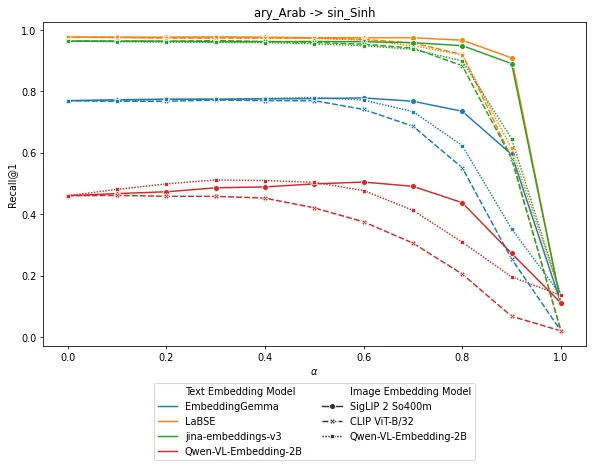 ary_Arab -> sin_Sinh
1.0
0.8
0.6
0.4
0.2
0.0
Recall@1
0.0 0.2 0.4 0.6 0.8 1.0
α
Text Embedding Model
EmbeddingGemma
LaBSE
jina-embeddings-v3
Qwen-VL-Embedding-2B
Image Embedding Model
SigLIP 2 So400m
CLIP ViT-B/32
Qwen-VL-Embedding-2B